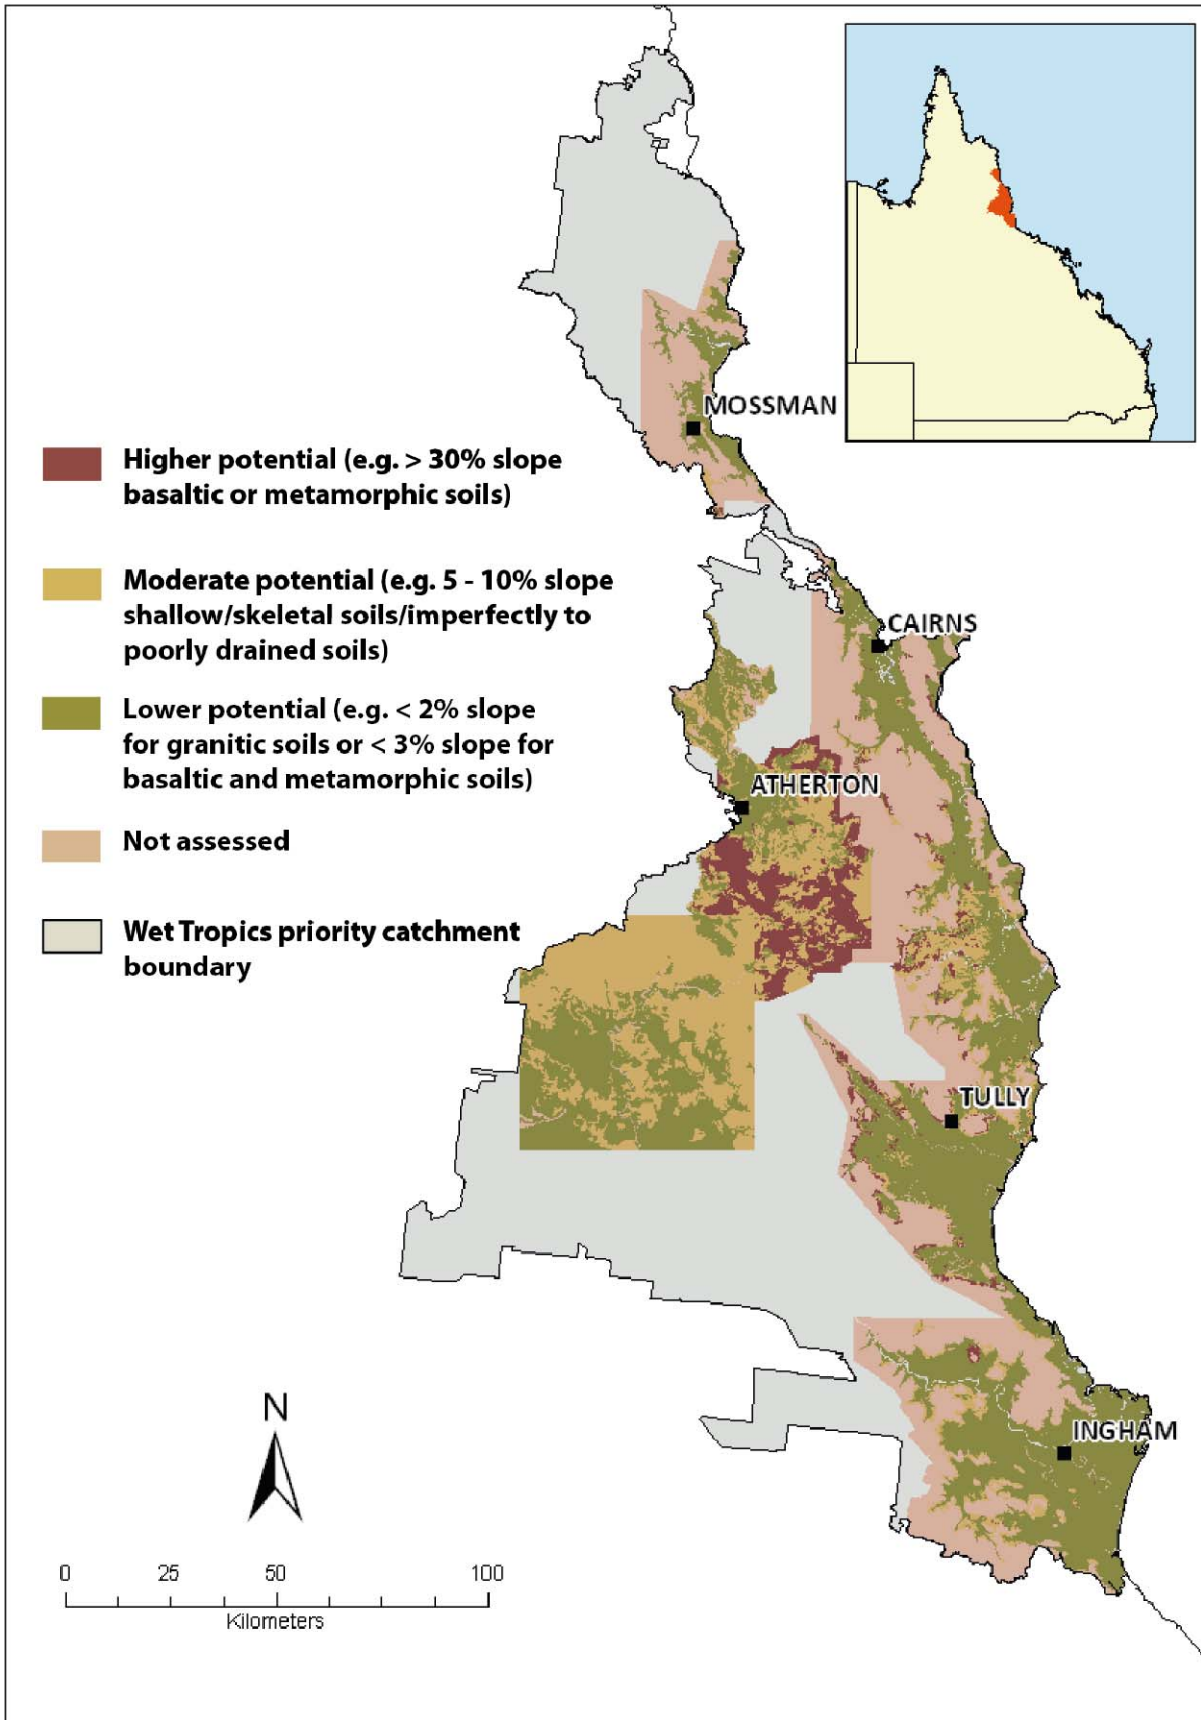 MOSSMAN
Higher potential (e.g. > 30% slope
basaltic or metamorphic soils)
Moderate potential (e.g. 5 - 10% slope
shallow/skeletal soils/imperfectly to
poorly drained soils)
CAIRNS
Lower potential (e.g. < 2% slope
for granitic soils or < 3% slope for
basaltic and metamorphic soils)
ATHERTON
Not assessed
Wet Tropics priority catchment
boundary
TULLY
N
INGHAM
0 25 50 100
Kilometers